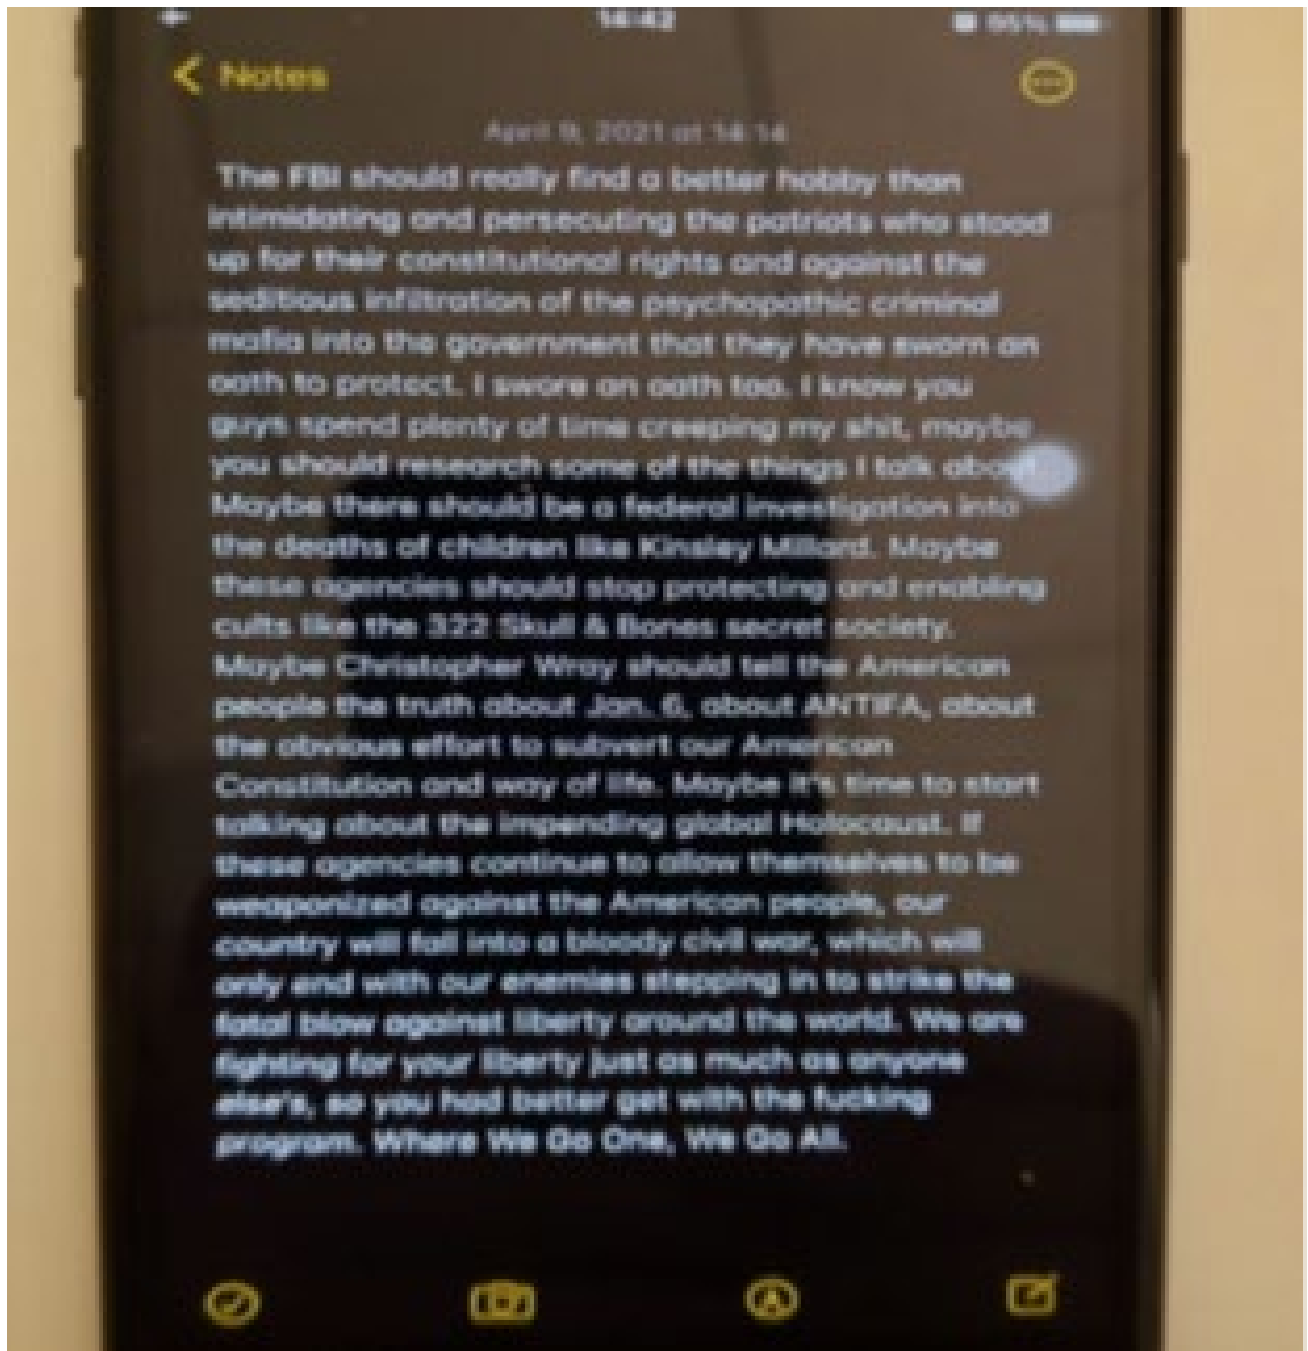 14:42
95%
Notes
April 9, 2021 at 14:14
The FBI should really find a better hobby than
intimidating and persecuting the patriots who stood
up for their constitutional rights and against the
seditious infiltration of the psychopathic criminal
mafia into the government that they have sworn an
oath to protect. I swore an oath too. I know you
guys spend plenty of time creeping my shit, maybe
you should research some of the things I talk about
Maybe there should be a federal investigation into
the deaths of children like Kinsley Millard. Maybe
these agencies should stop protecting and enabling
cults like the 322 Skull & Bones secret society.
Maybe Christopher Wray should tell the American
people the truth about Jan. 6, about ANTIFA, about
the obvious effort to subvert our American
Constitution and way of life. Maybe it's time to start
talking about the impending global Holocaust. If
these agencies continue to allow themselves to be
weaponized against the American people, our
country will fall into a bloody civil war, which will
only end with our enemies stepping in to strike the
fatal blow against liberty around the world. We are
fighting for your liberty just as much as anyone
else's, so you had better get with the fucking
program. Where We Go One, We Go All.